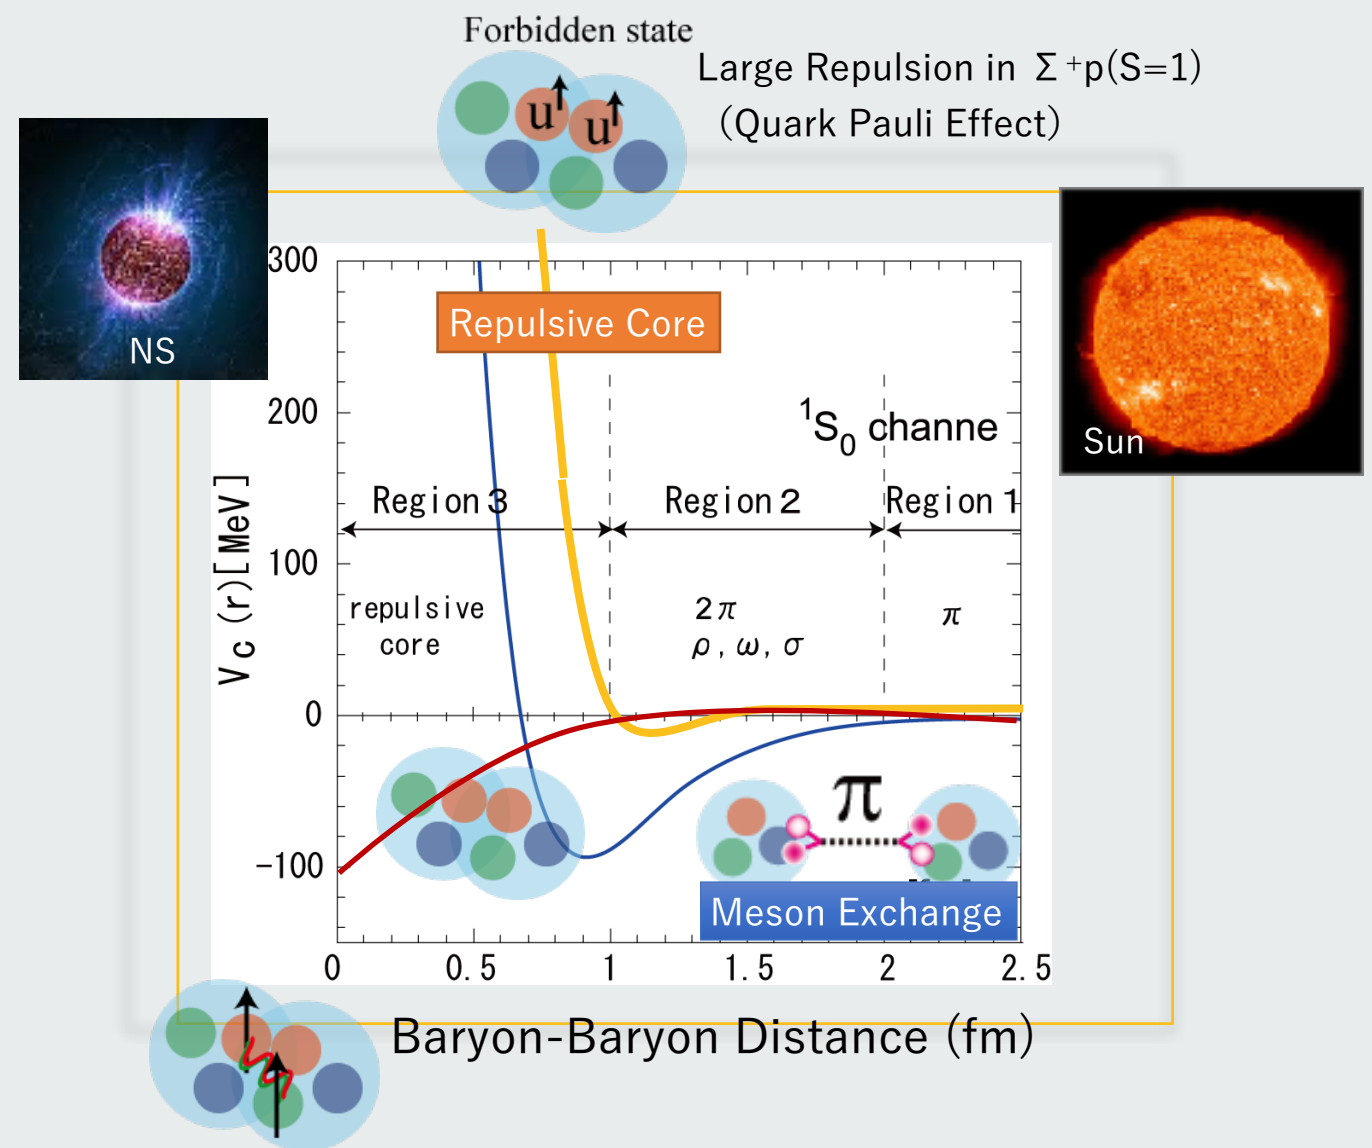 Forbidden state
Large Repulsion in Σ⁺p(S=1)
(Quark Pauli Effect)
u u
NS
Sun
Repulsive Core
¹S₀ channe
Region 3
Region 2
Region 1
repulsive
core
2π
ρ, ω, σ
π
π
Meson Exchange
Vc (r) [MeV]
300
200
100
0
-100
0 0.5 1 1.5 2 2.5
Baryon-Baryon Distance (fm)